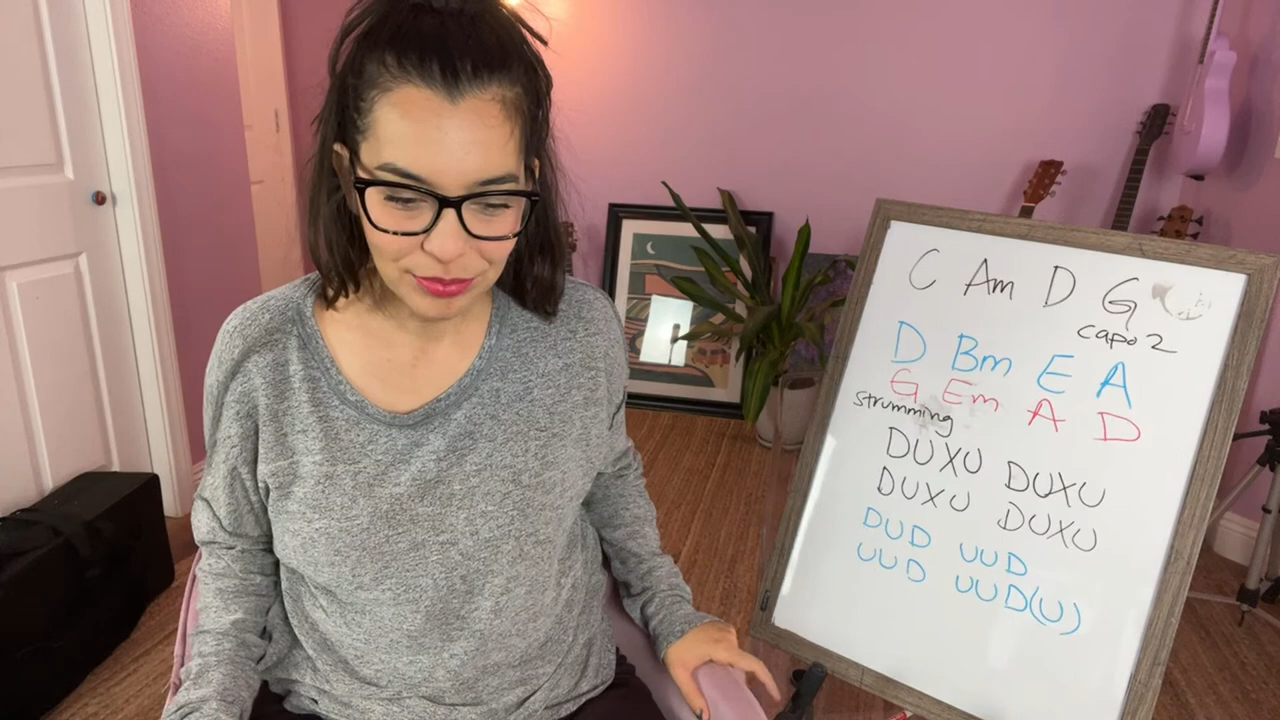 C Am D G
capo 2
D Bm E A
G Em A D
strumming
DUXU DUXU
DUXU DUXU
DUD UUD
UUD UUD(U)